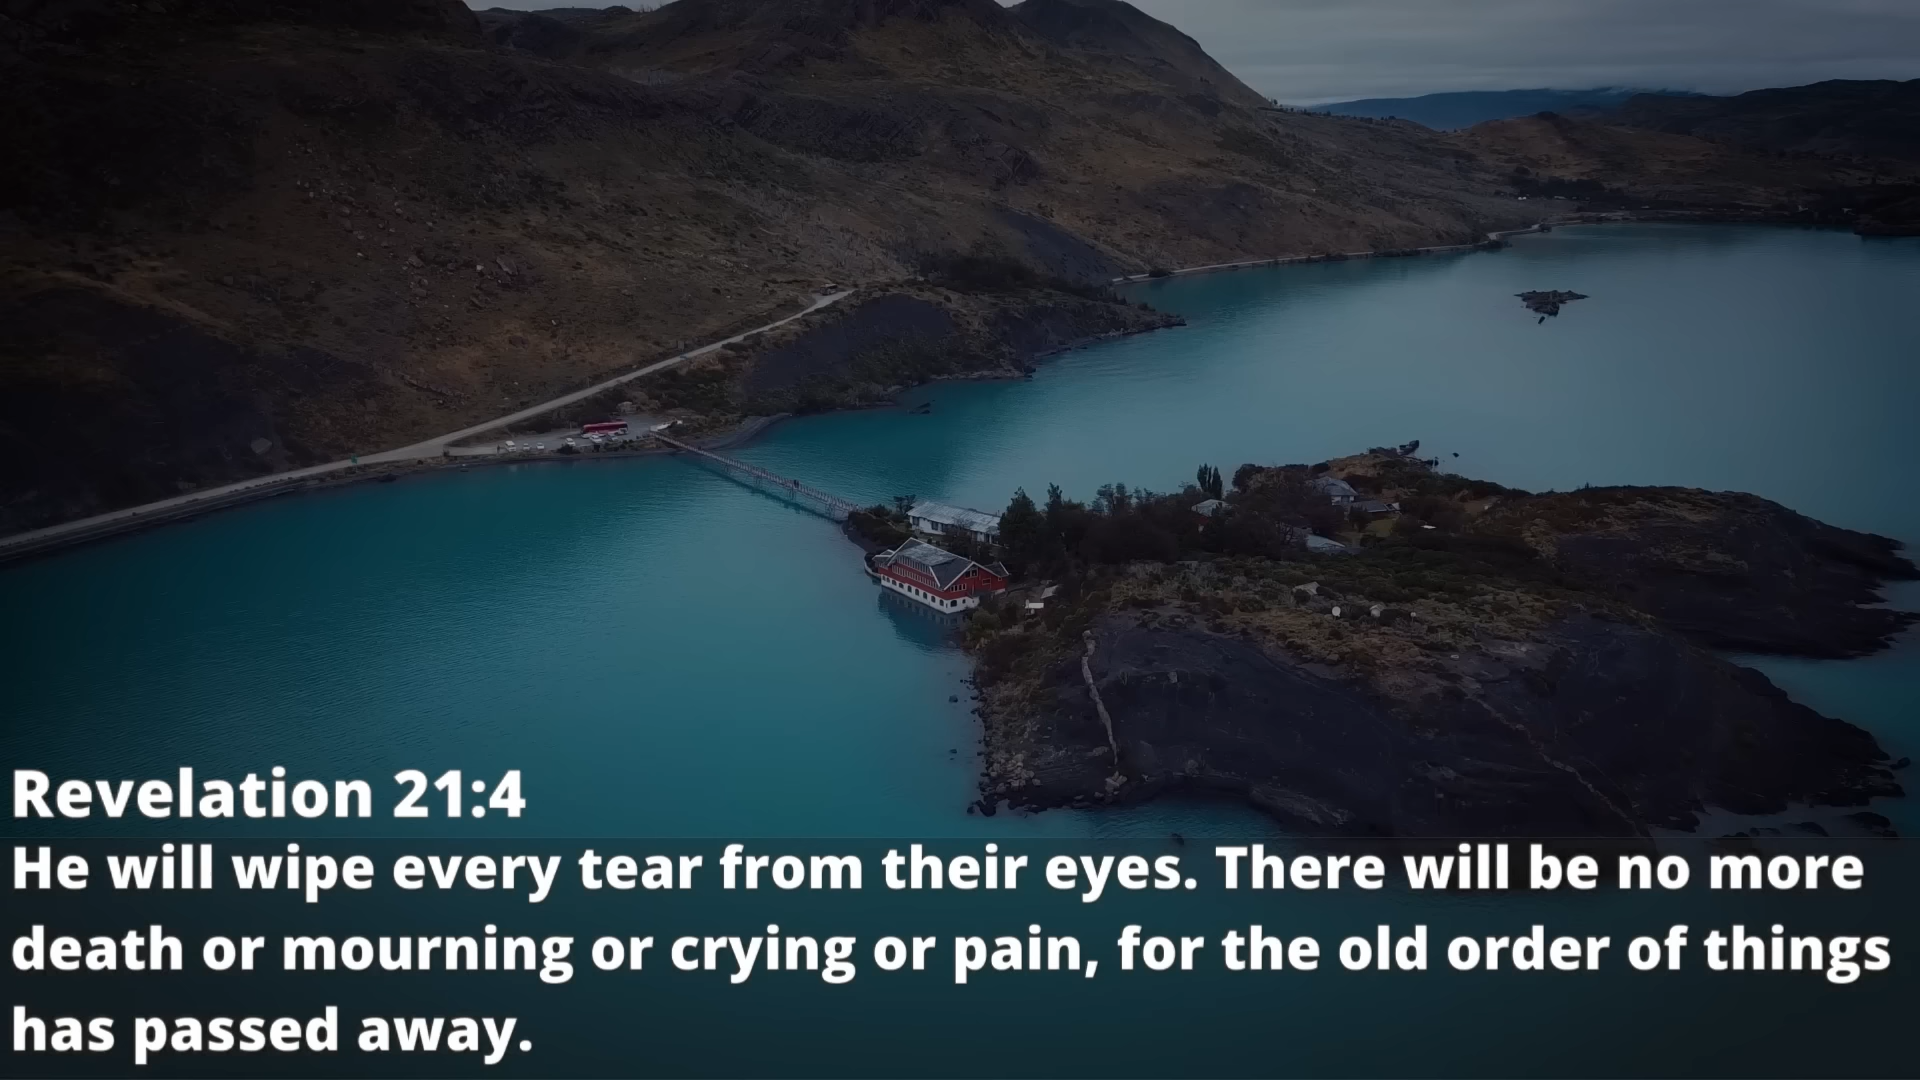 Revelation 21:4
He will wipe every tear from their eyes. There will be no more
death or mourning or crying or pain, for the old order of things
has passed away.